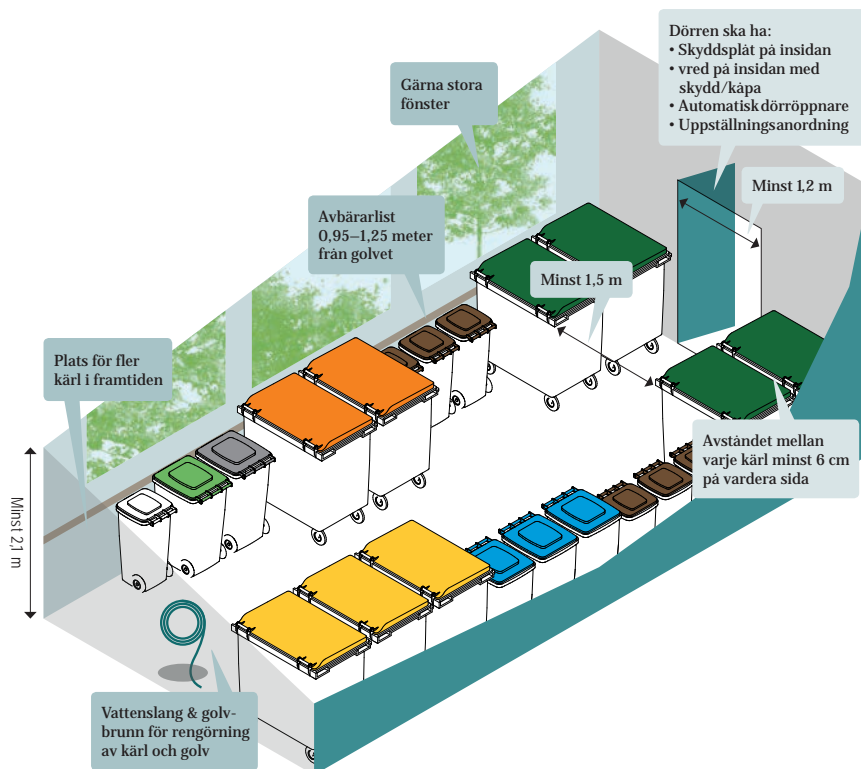 Dörren ska ha:
• Skyddsplåt på insidan
• vred på insidan med
skydd/kåpa
• Automatisk dörröppnare
• Uppställningsanordning
Gärna stora
fönster
Minst 1,2 m
Avbärarlist
0,95–1,25 meter
från golvet
Minst 1,5 m
Plats för fler
kärl i framtiden
Avståndet mellan
varje kärl minst 6 cm
på vardera sida
Minst 2,1 m
Vattenslang & golv-
brunn för rengörning
av kärl och golv